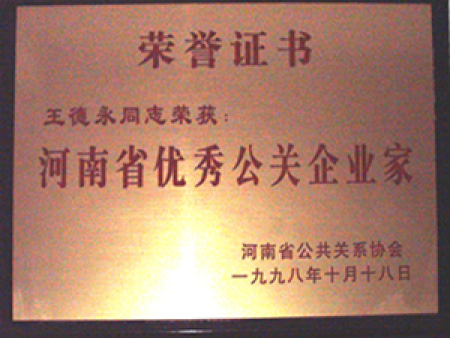 荣誉证书
王德永同志荣获：
河南省优秀公关企业家
河南省公共关系协会
一九九八年十月十八日